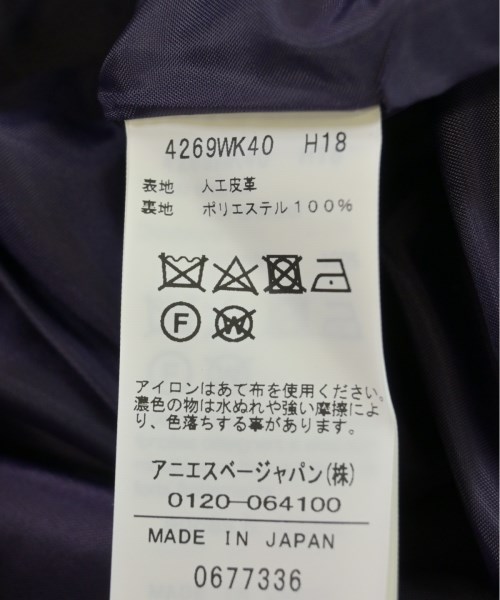 4269WK40 H18
表地 人工皮革
裏地 ポリエステル100%
F W
アイロンはあて布を使用ください。
濃色の物は水ぬれや強い摩擦によ
り、色落ちする事があります。
アニエスベージャパン(株)
0120-064100
MADE IN JAPAN
0677336